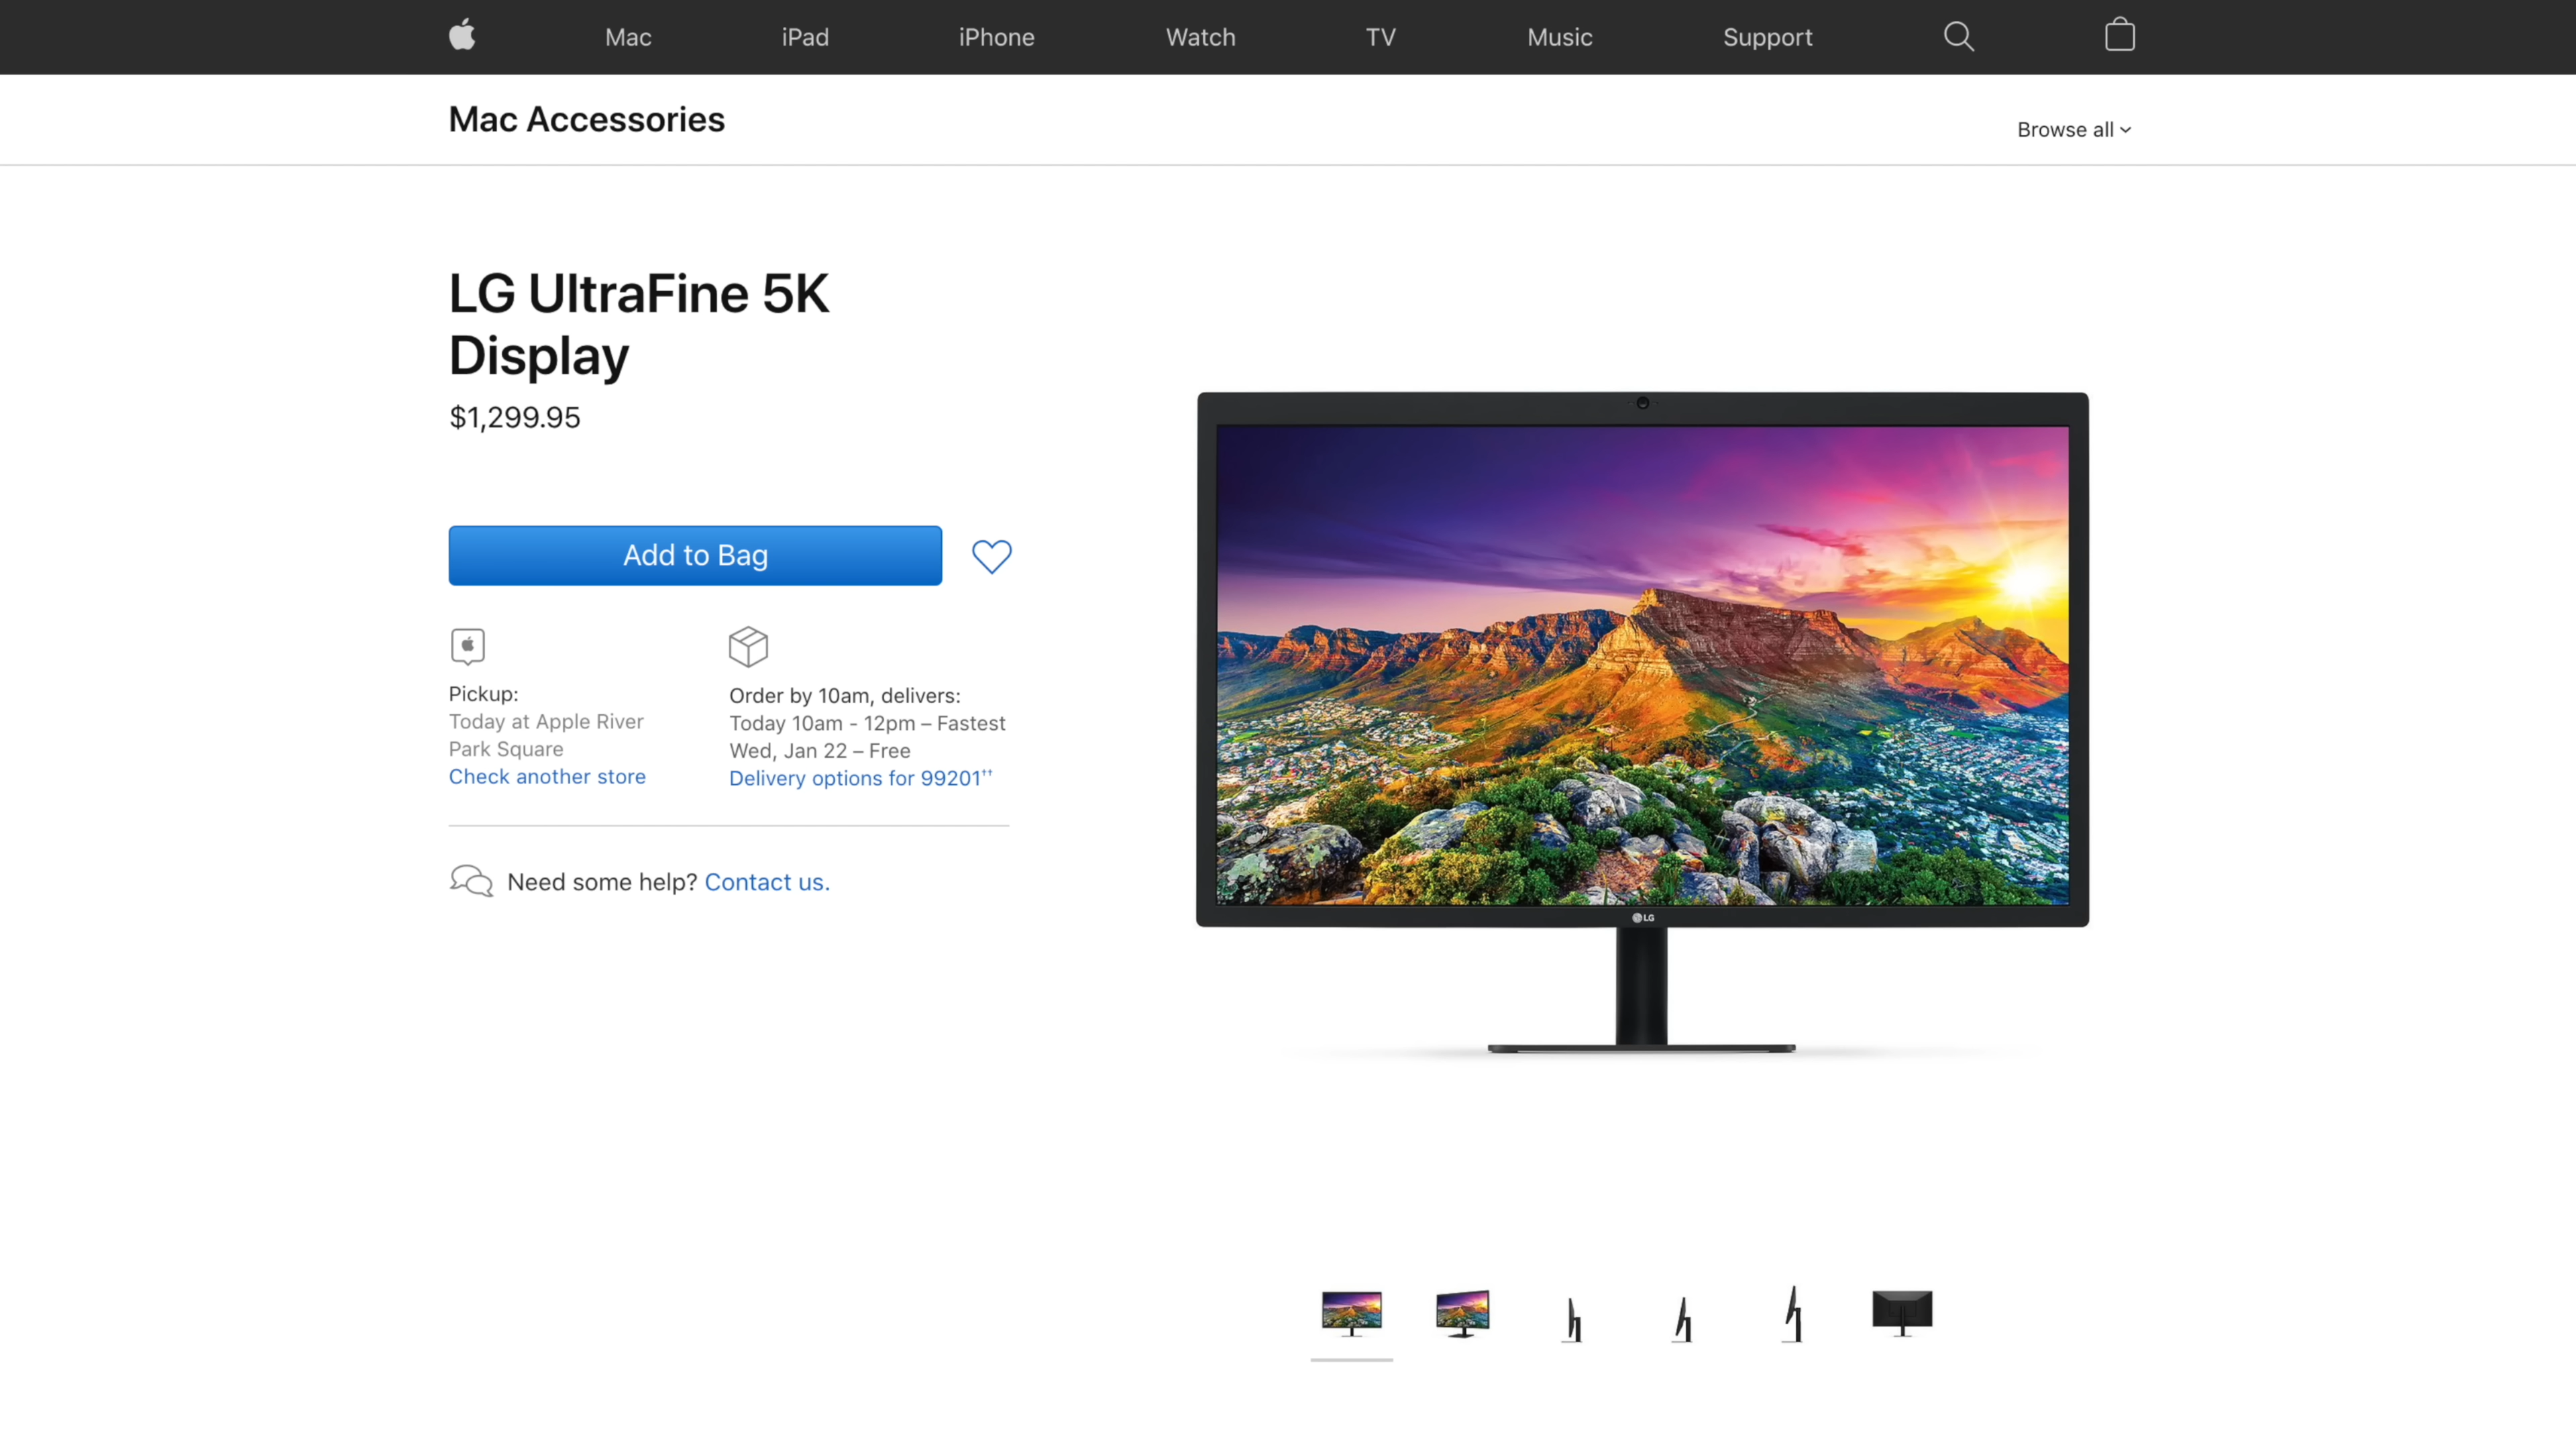 Mac
iPad
iPhone
Watch
TV
Music
Support
Mac Accessories
Browse all
LG UltraFine 5K
Display
$1,299.95
Add to Bag
Pickup:
Today at Apple River
Park Square
Check another store
Order by 10am, delivers:
Today 10am - 12pm – Fastest
Wed, Jan 22 – Free
Delivery options for 99201††
Need some help? Contact us.
LG